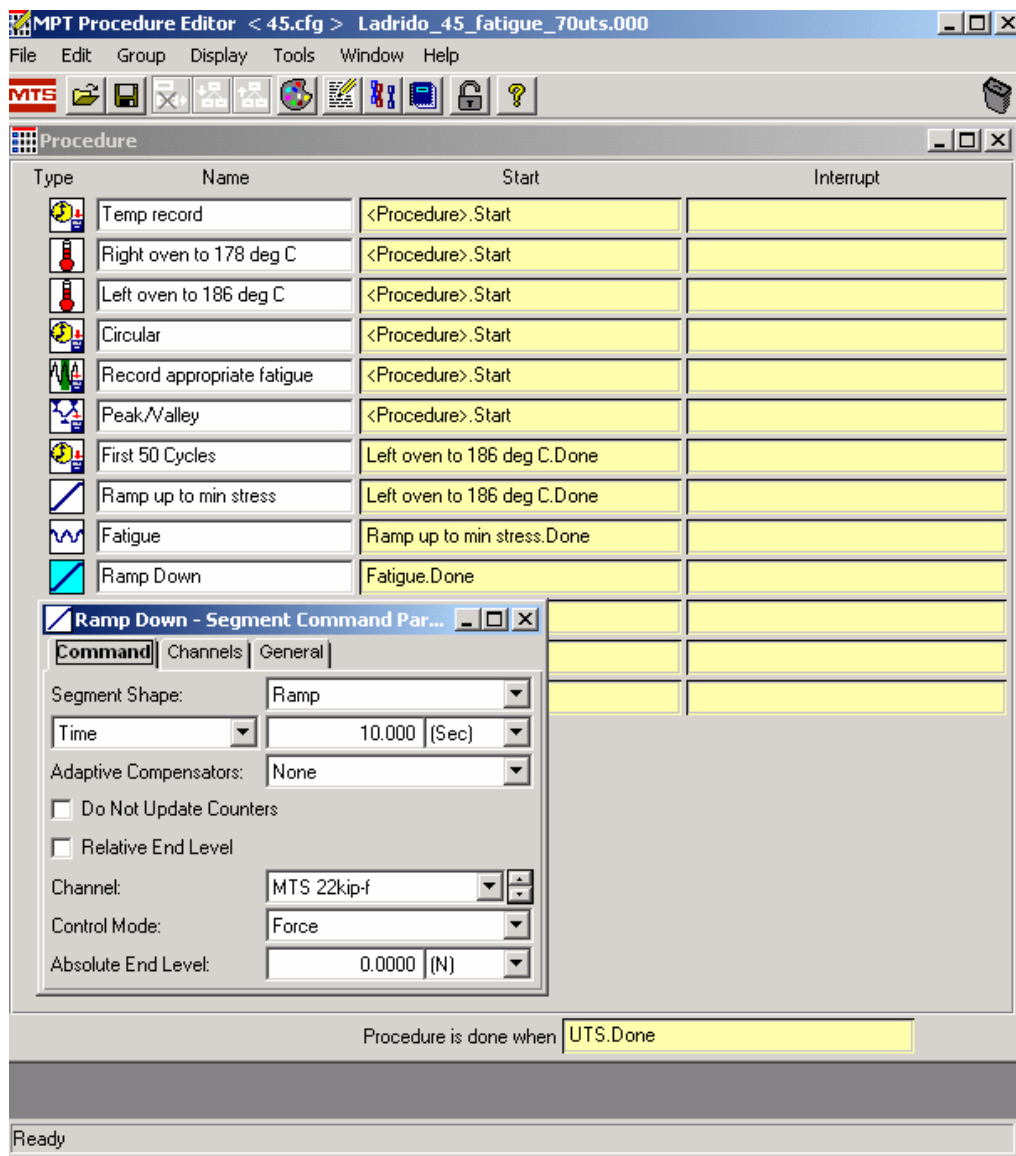 MPT Procedure Editor < 45.cfg > Ladrido_45_fatigue_70uts.000
File Edit Group Display Tools Window Help
MTS
Procedure
Type Name Start Interrupt
Temp record <Procedure>.Start
Right oven to 178 deg C <Procedure>.Start
Left oven to 186 deg C <Procedure>.Start
Circular <Procedure>.Start
Record appropriate fatigue <Procedure>.Start
Peak/Valley <Procedure>.Start
First 50 Cycles Left oven to 186 deg C.Done
Ramp up to min stress Left oven to 186 deg C.Done
Fatigue Ramp up to min stress.Done
Ramp Down Fatigue.Done
Ramp Down - Segment Command Par...
Command Channels General
Segment Shape: Ramp
Time 10.000 (Sec)
Adaptive Compensators: None
Do Not Update Counters
Relative End Level
Channel: MTS 22kip-f
Control Mode: Force
Absolute End Level: 0.0000 (N)
Procedure is done when UTS.Done
Ready